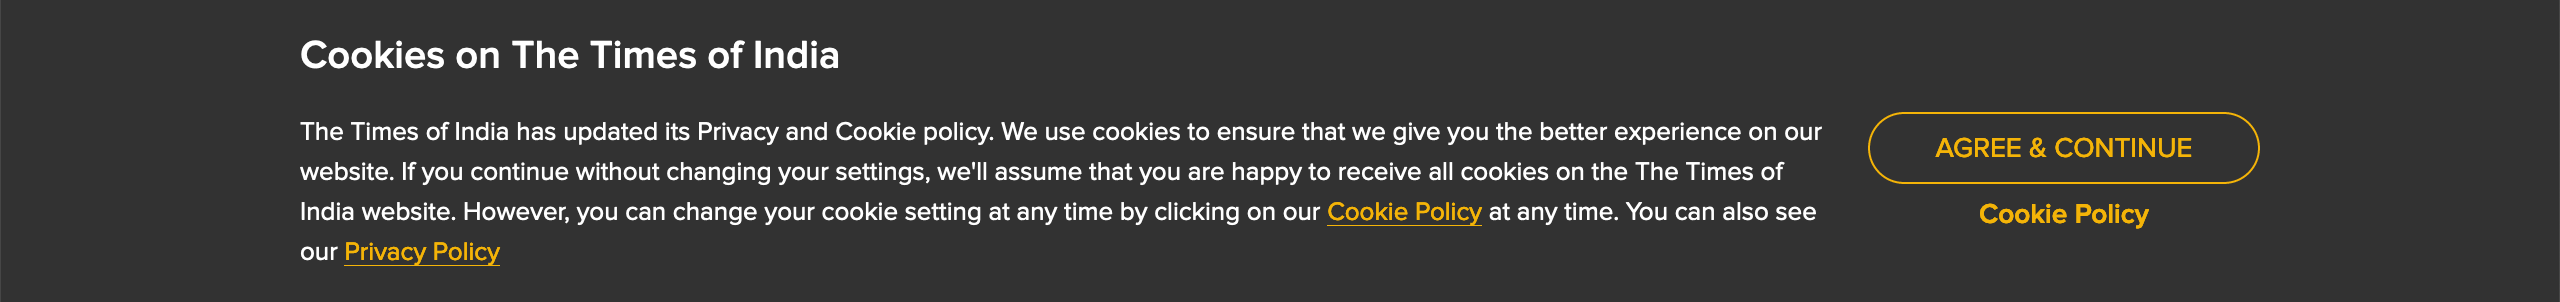 Cookies on The Times of India
The Times of India has updated its Privacy and Cookie policy. We use cookies to ensure that we give you the better experience on our
website. If you continue without changing your settings, we'll assume that you are happy to receive all cookies on the The Times of
India website. However, you can change your cookie setting at any time by clicking on our Cookie Policy at any time. You can also see
our Privacy Policy
AGREE & CONTINUE
Cookie Policy